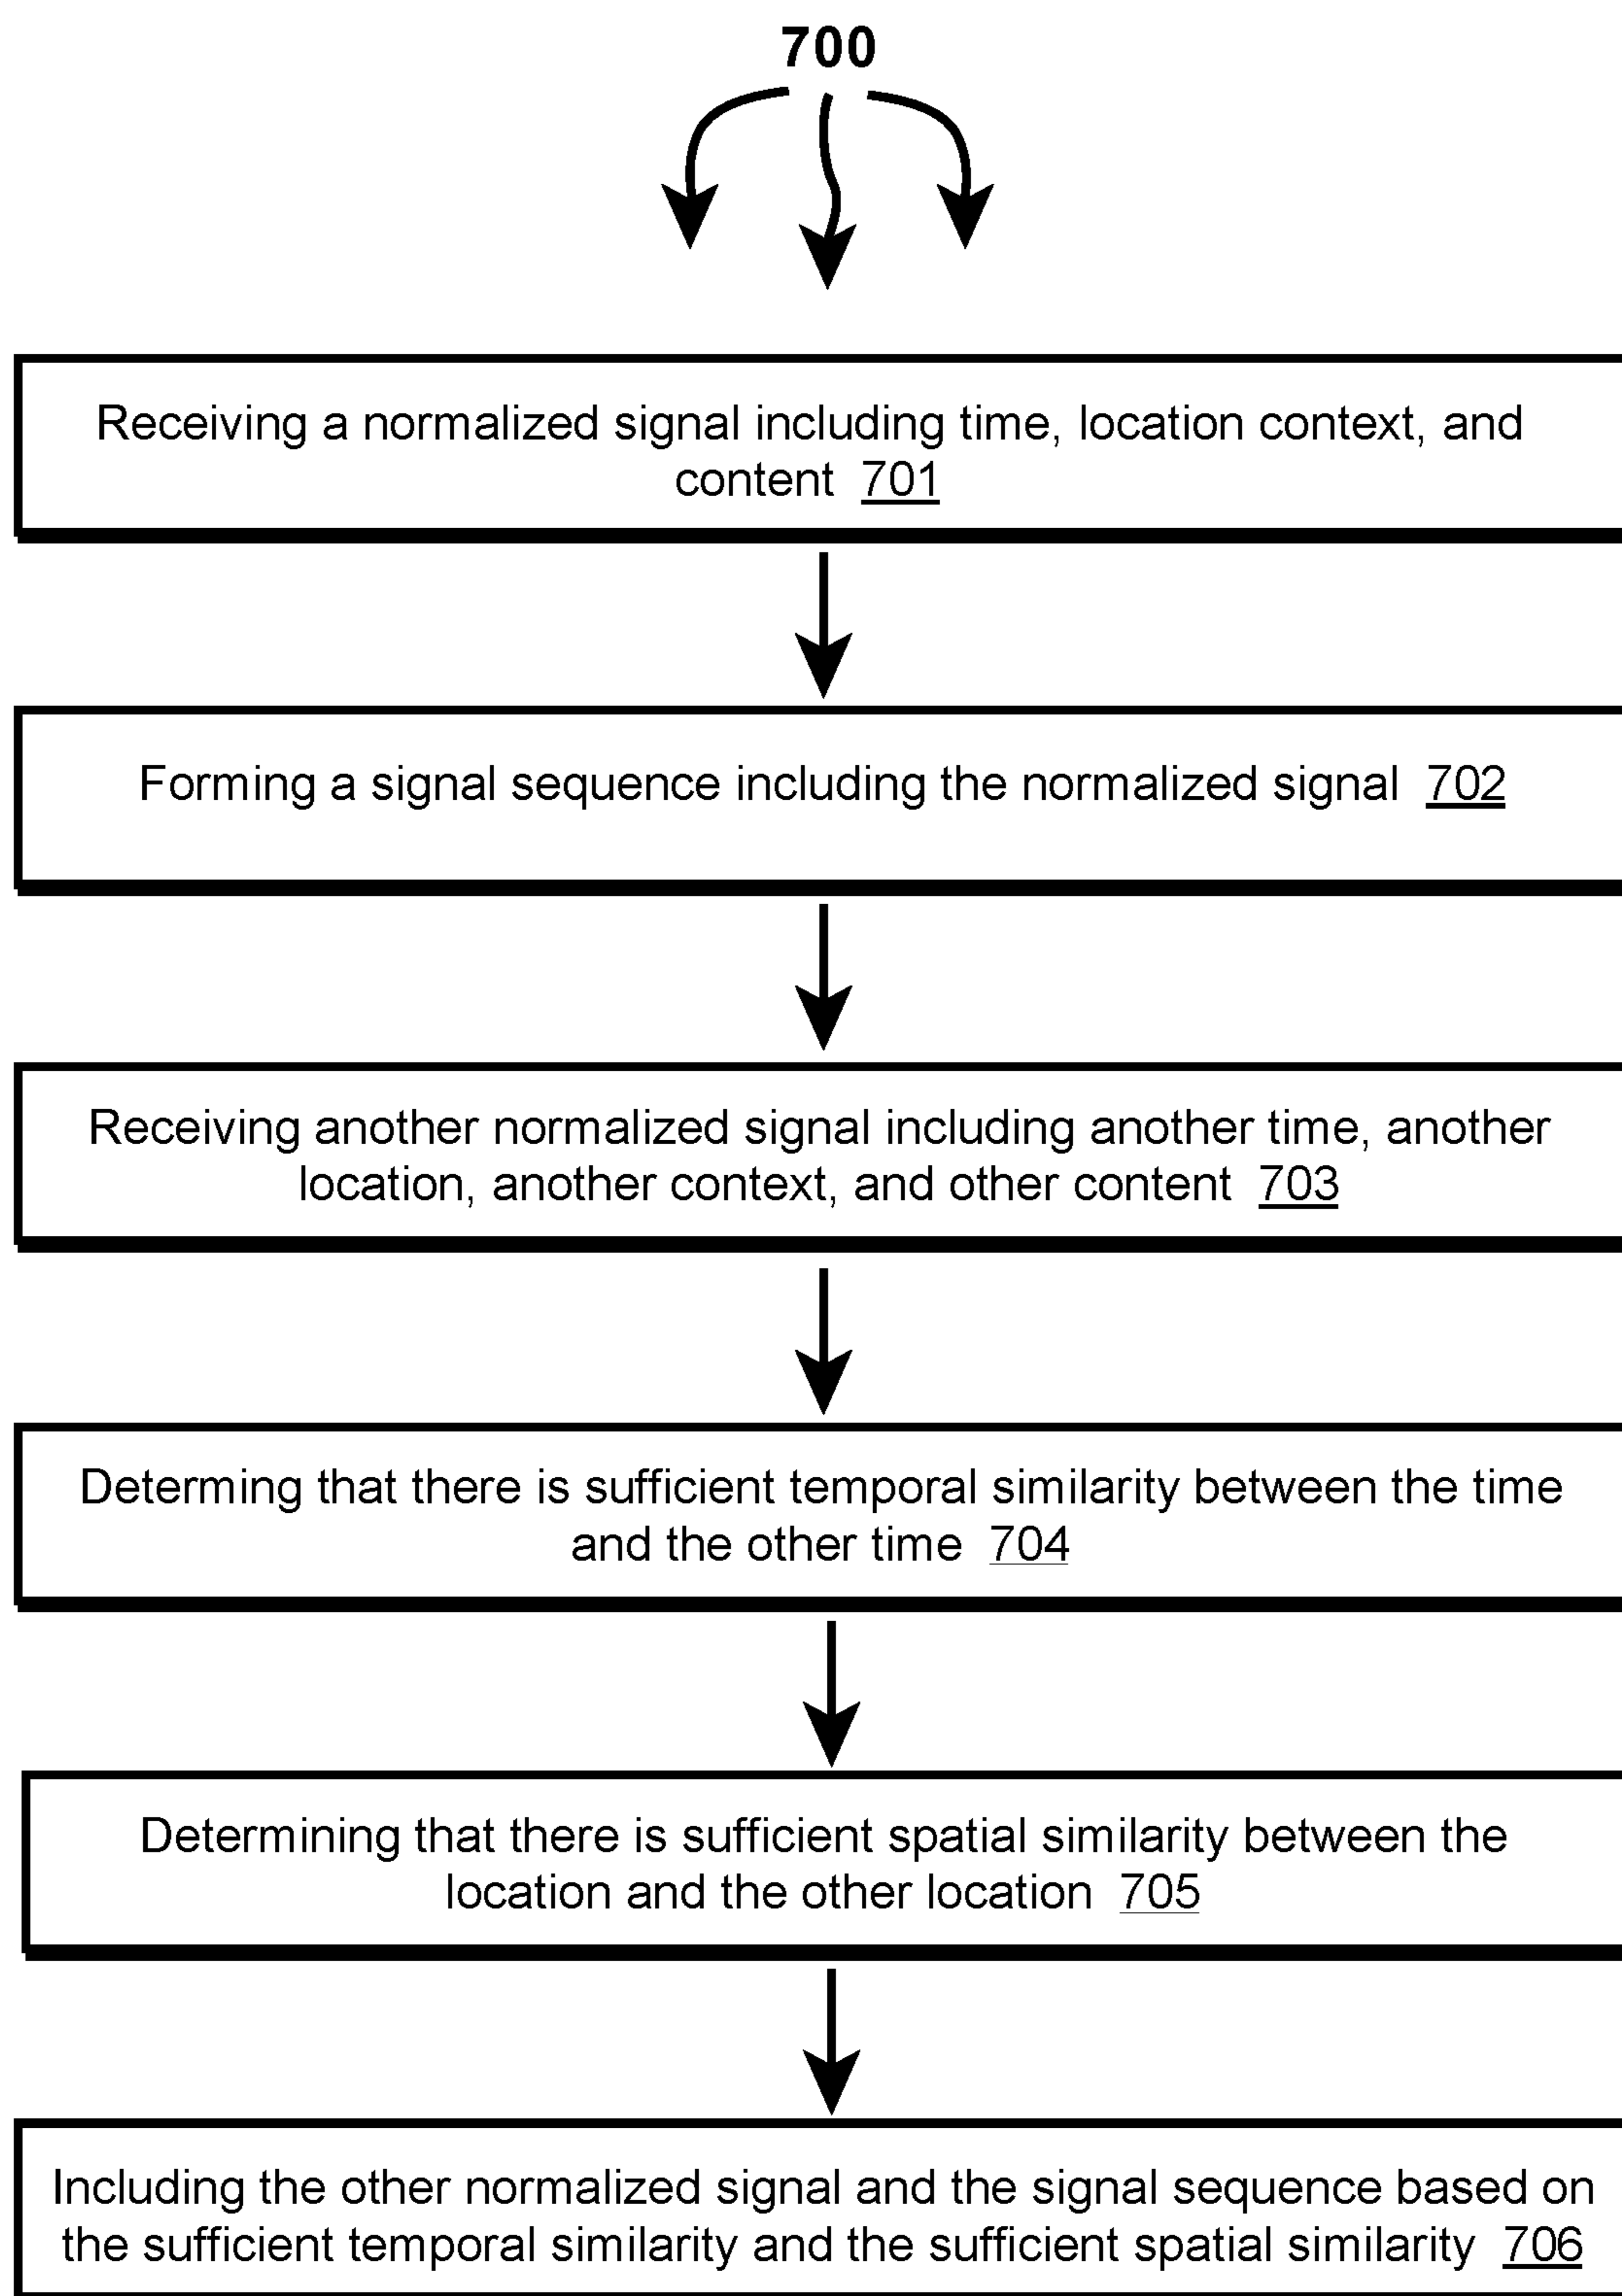 700
Receiving a normalized signal including time, location context, and
content 701
Forming a signal sequence including the normalized signal 702
Receiving another normalized signal including another time, another
location, another context, and other content 703
Determing that there is sufficient temporal similarity between the time
and the other time 704
Determining that there is sufficient spatial similarity between the
location and the other location 705
Including the other normalized signal and the signal sequence based on
the sufficient temporal similarity and the sufficient spatial similarity 706